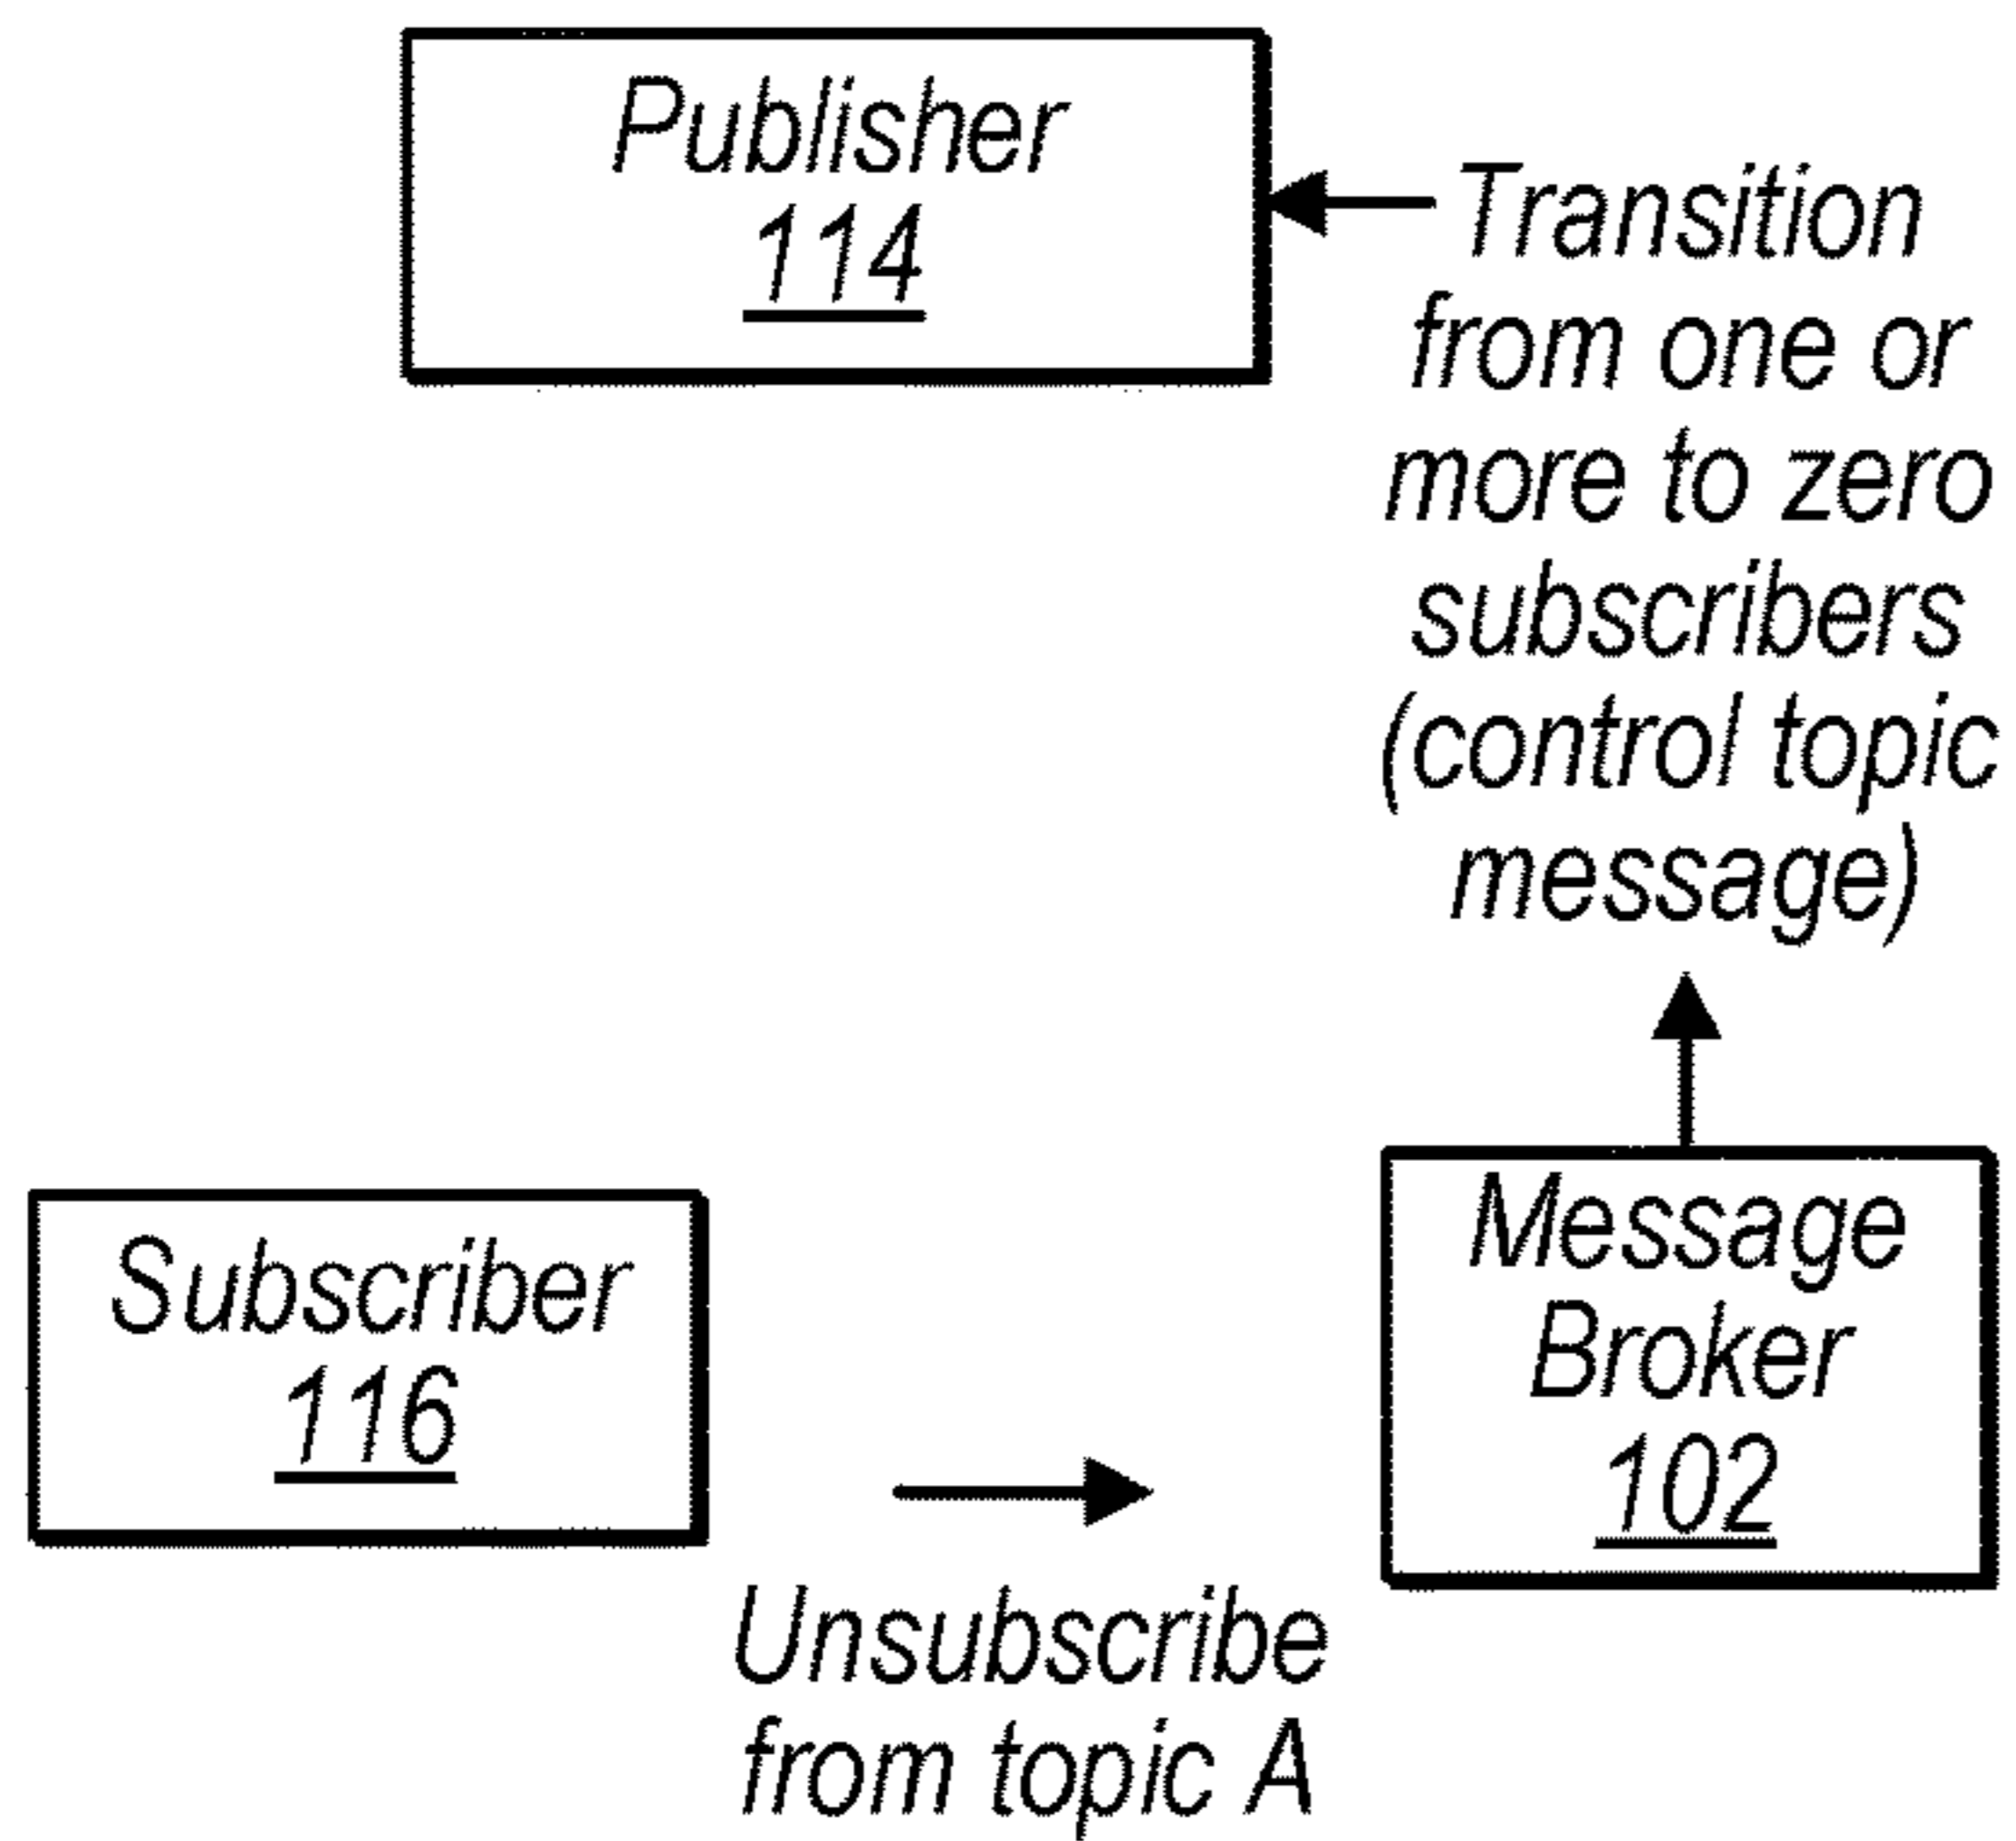 Publisher
114
Transition
from one or
more to zero
subscribers
(control topic
message)
Subscriber
116
Message
Broker
102
Unsubscribe
from topic A